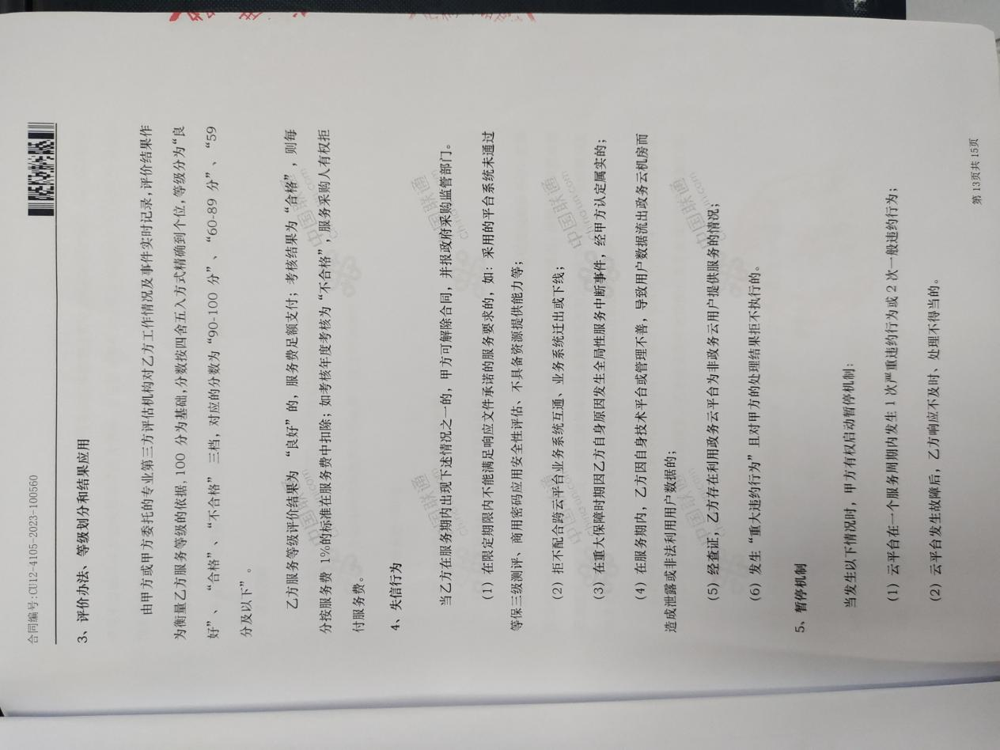 合同编号:CU12-4105-2023-100560
3、评价办法、等级划分和结果应用
由甲方或甲方委托的专业第三方评估机构对乙方工作情况及事件实时记录,评价结果作
为衡量乙方服务等级的依据,100 分为基础,分数按四舍五入方式精确到个位,等级分为“良
好”、 “合格”、 “不合格” 三档，对应的分数为“90-100 分”、 “60-89 分”、 “59
分及以下”。
乙方服务等级评价结果为 “良好”的，服务费足额支付；考核结果为 “合格”，则每
分按服务费 1%的标准在服务费中扣除；如考核年度考核为“不合格”，服务采购人有权拒
付服务费。
4、失信行为
当乙方在服务期内出现下述情况之一的，甲方可解除合同，并报政府采购监管部门。
（1）在限定期限内不能满足响应文件承诺的服务要求的，如：采用的平台系统未通过
等保三级测评、商用密码应用安全性评估、不具备资源提供能力等；
（2）拒不配合跨云平台业务系统互通、业务系统迁出或下线；
（3）在重大保障时期因乙方自身原因发生全局性服务中断事件，经甲方认定属实的；
（4）在服务期内，乙方因自身技术平台或管理不善，导致用户数据流出政务云机房而
造成泄露或非法利用用户数据的；
（5）经查证，乙方存在利用政务云平台为非政务云用户提供服务的情况；
（6）发生“重大违约行为”且对甲方的处理结果拒不执行的。
5、暂停机制
当发生以下情况时，甲方有权启动暂停机制：
（1）云平台在一个服务周期内发生 1 次严重违约行为或 2 次一般违约行为；
（2）云平台发生故障后，乙方响应不及时、处理不得当的。
第 13页共 15页
中国联通
中国联通
中国联通
中国联通
中国联通
中国联通